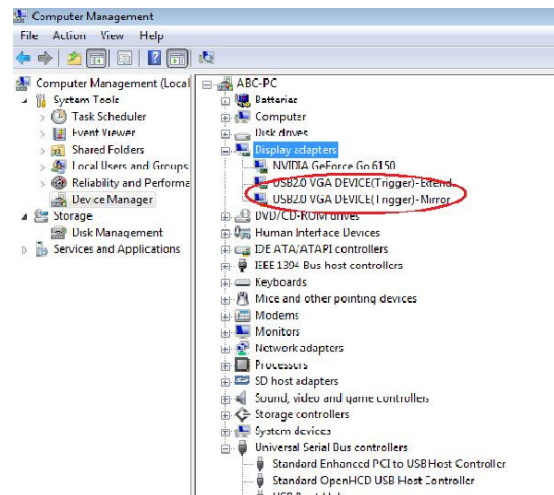 Computer Management
File Action View Help
Computer Management (Local
System Tools
Task Scheduler
Event Viewer
Shared Folders
Local Users and Groups
Reliability and Performa
Device Manager
Storage
Disk Management
Services and Applications
ABC-PC
Batteries
Computer
Disk drives
Display adapters
NVIDIA GeForce Go 6150
USB2.0 VGA DEVICE(Trigger)-Extend
USB2.0 VGA DEVICE(Trigger)-Mirror
DVD/CD-ROM drives
Human Interface Devices
IDE ATA/ATAPI controllers
IEEE 1394 Bus host controllers
Keyboards
Mice and other pointing devices
Modems
Monitors
Network adapters
Processors
SD host adapters
Sound, video and game controllers
Storage controllers
System devices
Universal Serial Bus controllers
Standard Enhanced PCI to USB Host Controller
Standard OpenHCD USB Host Controller